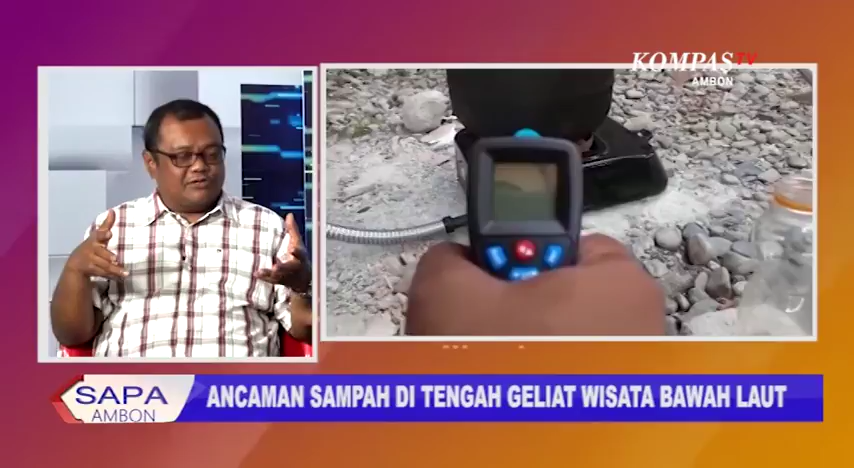 KOMPAS TV
AMBON
SAPA
AMBON
ANCAMAN SAMPAH DI TENGAH GELIAT WISATA BAWAH LAUT